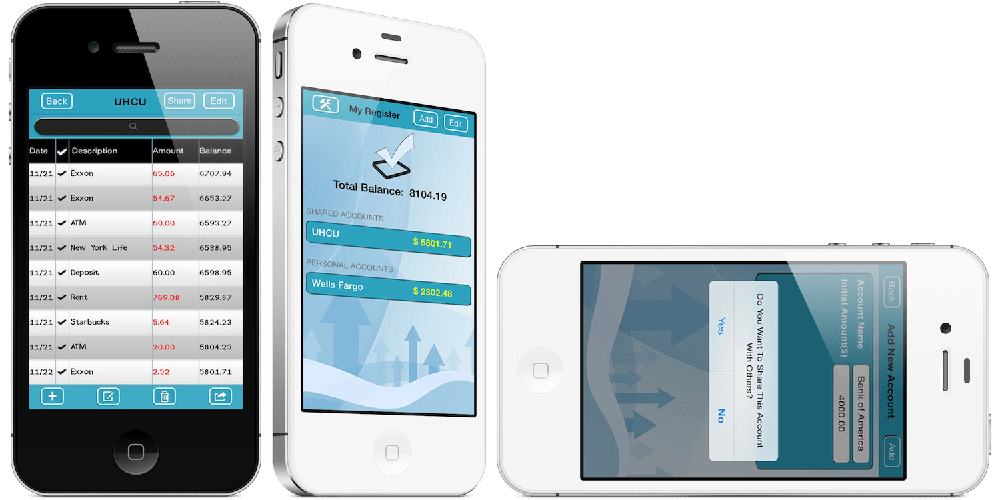 Back UHCU Share Edit
Date Description Amount Balance
11/21 Exxon 65.06 6707.94
11/21 Exxon 54.67 6653.27
11/21 ATM 60.00 6593.27
11/21 New York Life 54.32 6538.95
11/21 Deposit 60.00 6598.95
11/21 Rent 769.08 5829.87
11/21 Starbucks 5.64 5824.23
11/21 ATM 20.00 5804.23
11/22 Exxon 2.52 5801.71
My Register Add Edit
Total Balance: 8104.19
SHARED ACCOUNTS
UHCU $ 5801.71
PERSONAL ACCOUNTS
Wells Fargo $ 2302.48
Back Add New Account Add
Account Name Bank of America
Initial Amount($) 4000.00
Do You Want To Share This Account
With Others?
Yes No